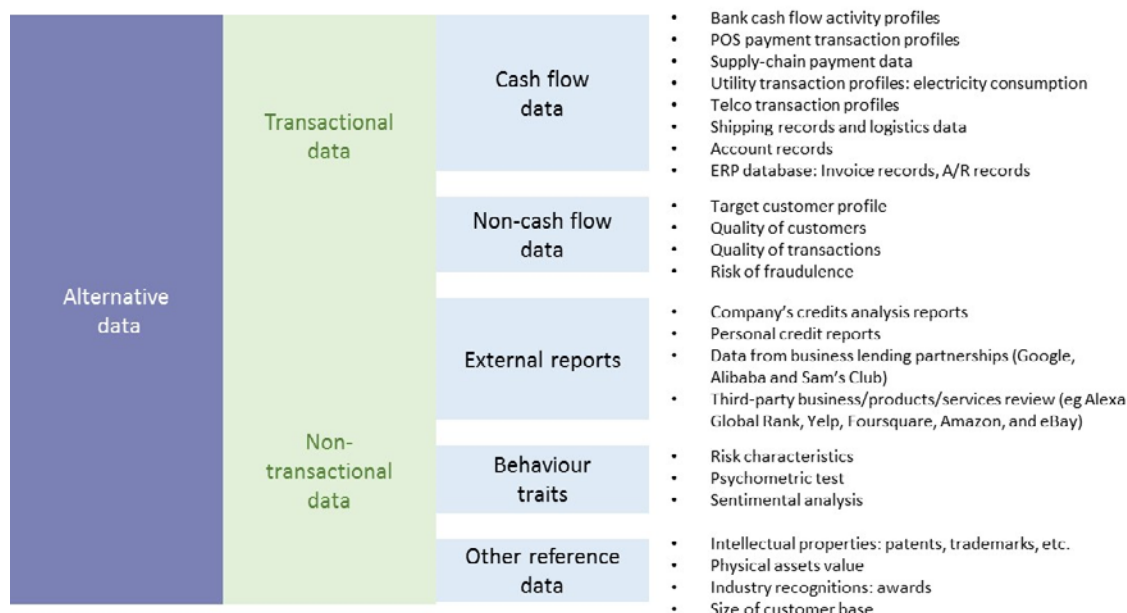 Alternative
data
Transactional
data
Cash flow
data
• Bank cash flow activity profiles
• POS payment transaction profiles
• Supply-chain payment data
• Utility transaction profiles: electricity consumption
• Telco transaction profiles
• Shipping records and logistics data
• Account records
• ERP database: Invoice records, A/R records
Non-cash flow
data
• Target customer profile
• Quality of customers
• Quality of transactions
• Risk of fraudulence
Non-
transactional
data
External reports
• Company's credits analysis reports
• Personal credit reports
• Data from business lending partnerships (Google,
Alibaba and Sam's Club)
• Third-party business/products/services review (eg Alexa
Global Rank, Yelp, Foursquare, Amazon, and eBay)
Behaviour
traits
• Risk characteristics
• Psychometric test
• Sentimental analysis
Other reference
data
• Intellectual properties: patents, trademarks, etc.
• Physical assets value
• Industry recognitions: awards
• Size of customer base